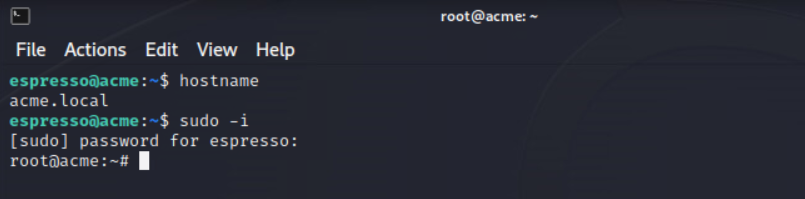 root@acme: ~
File Actions Edit View Help
espresso@acme:~$ hostname
acme.local
espresso@acme:~$ sudo -i
[sudo] password for espresso:
root@acme:~#